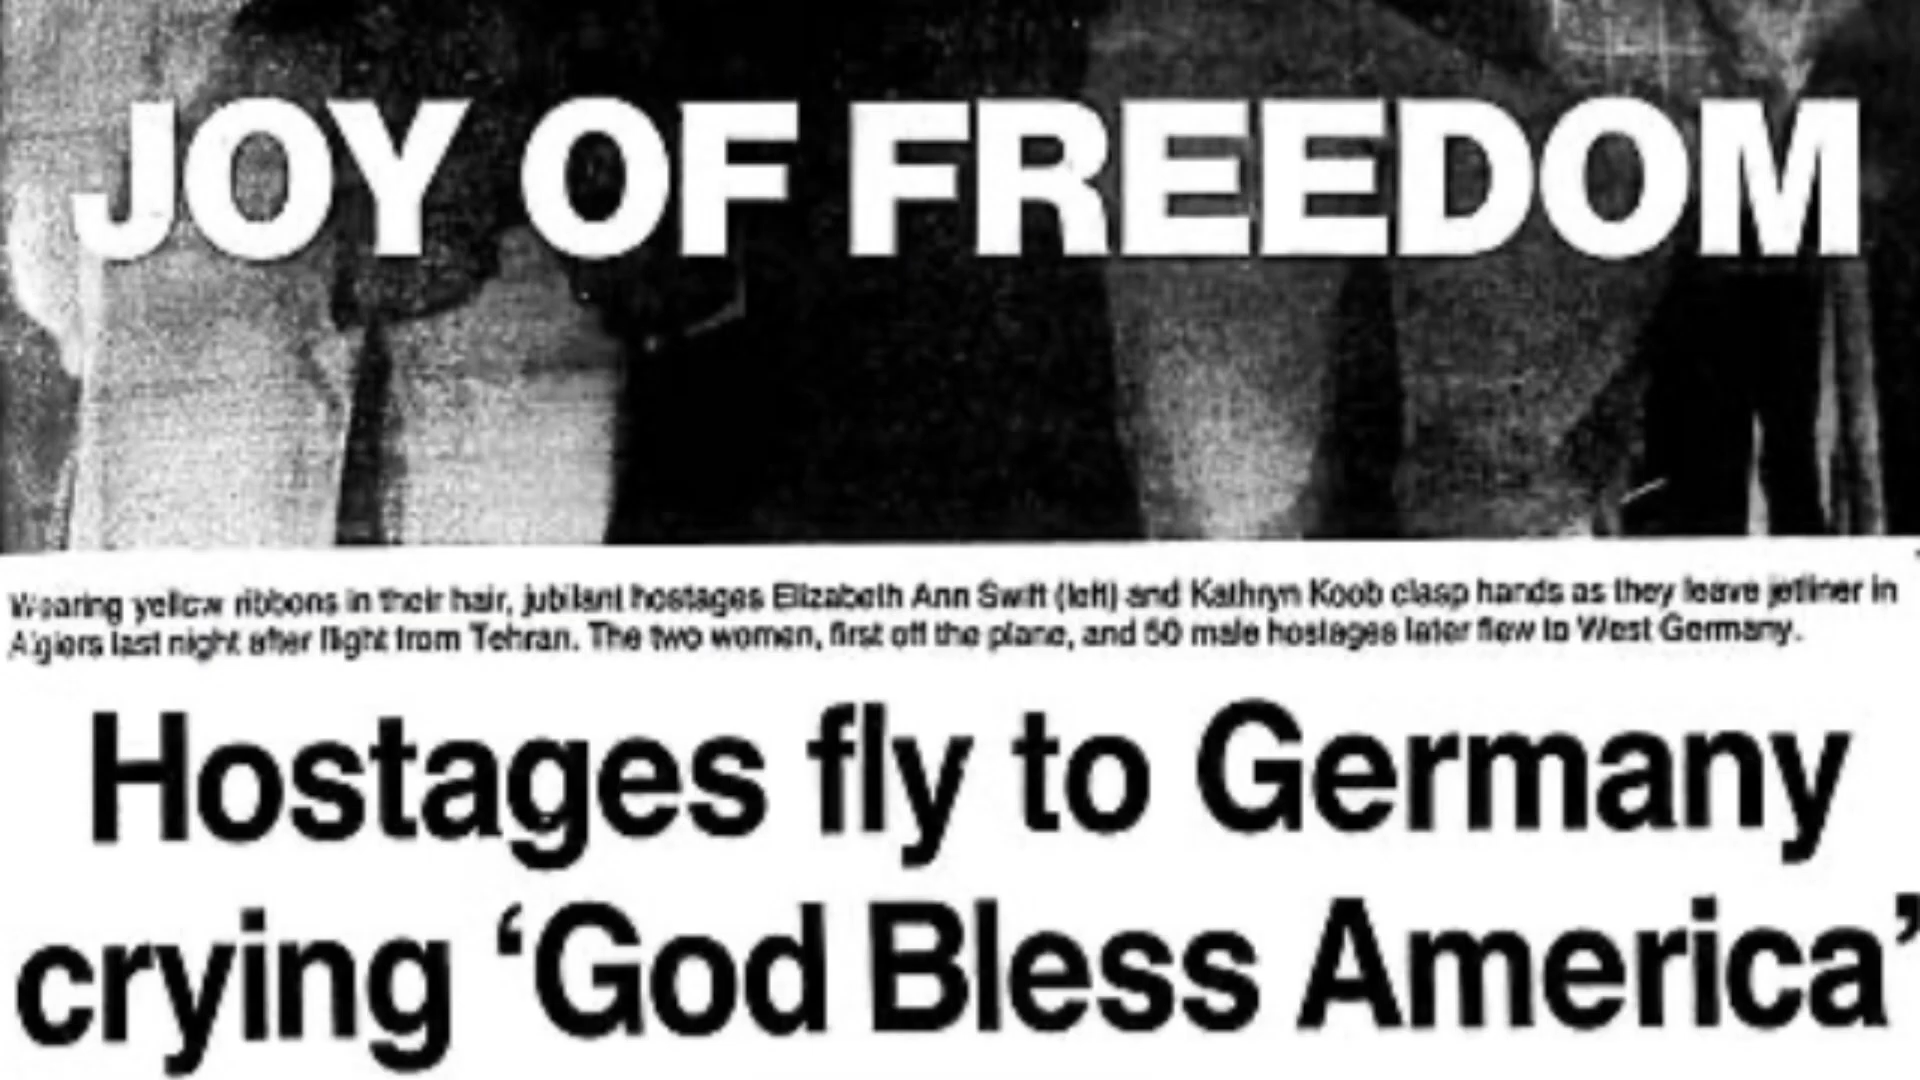 JOY OF FREEDOM
Wearing yellow ribbons in their hair, jubilant hostages Elizabeth Ann Swift (left) and Kathryn Koob clasp hands as they leave jetliner in
Algiers last night after flight from Tehran. The two women, first off the plane, and 50 male hostages later flew to West Germany.
Hostages fly to Germany
crying ‘God Bless America’